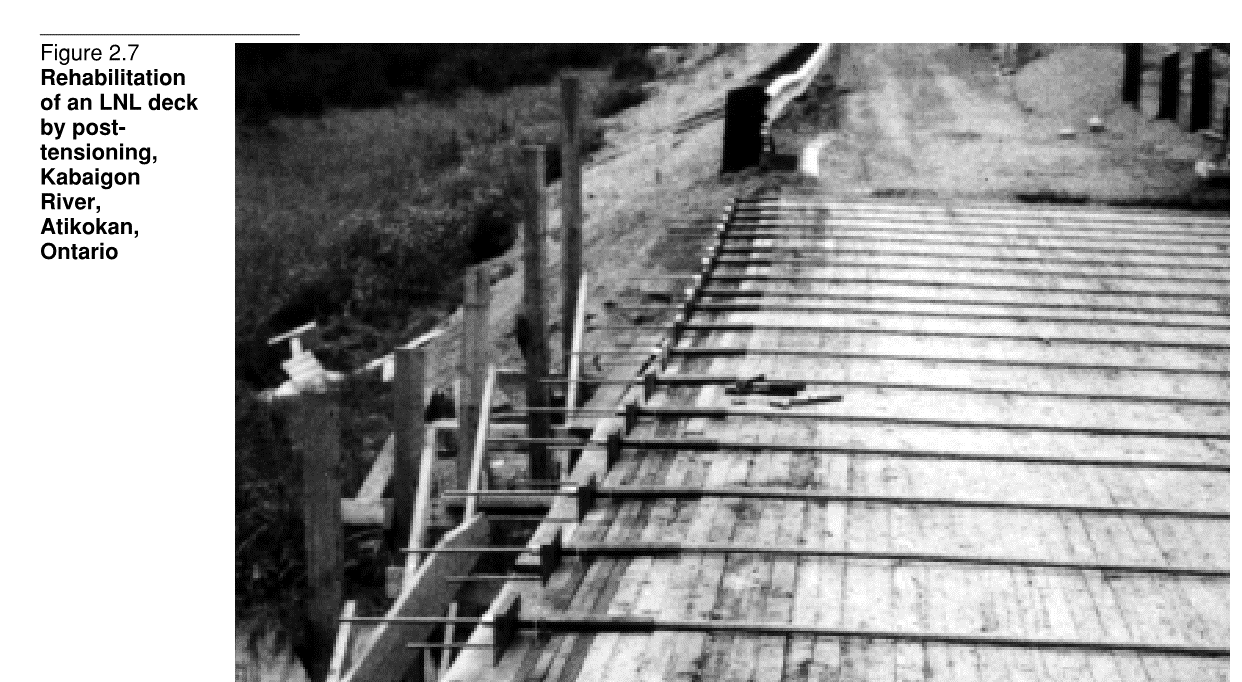 Figure 2.7
Rehabilitation
of an LNL deck
by post-
tensioning,
Kabaigon
River,
Atikokan,
Ontario